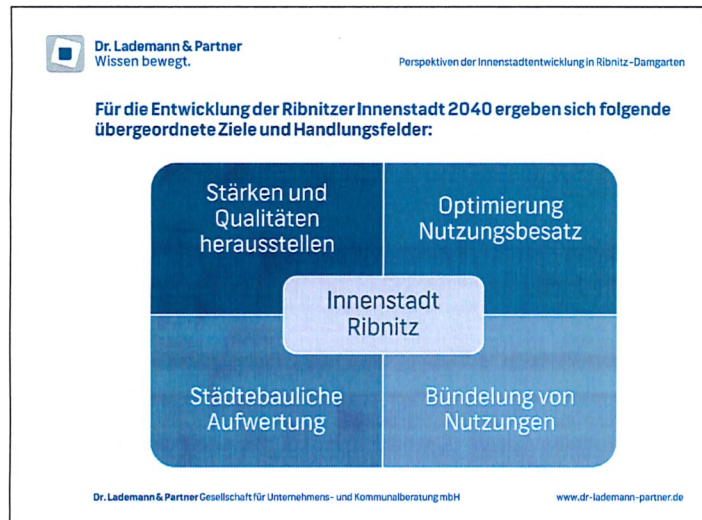 Dr. Lademann & Partner
Wissen bewegt.
Perspektiven der Innenstadtentwicklung in Ribnitz-Damgarten
Für die Entwicklung der Ribnitzer Innenstadt 2040 ergeben sich folgende
übergeordnete Ziele und Handlungsfelder:
Stärken und
Qualitäten
herausstellen
Optimierung
Nutzungsbesatz
Innenstadt
Ribnitz
Städtebauliche
Aufwertung
Bündelung von
Nutzungen
Dr. Lademann & Partner Gesellschaft für Unternehmens- und Kommunalberatung mbH
www.dr-lademann-partner.de